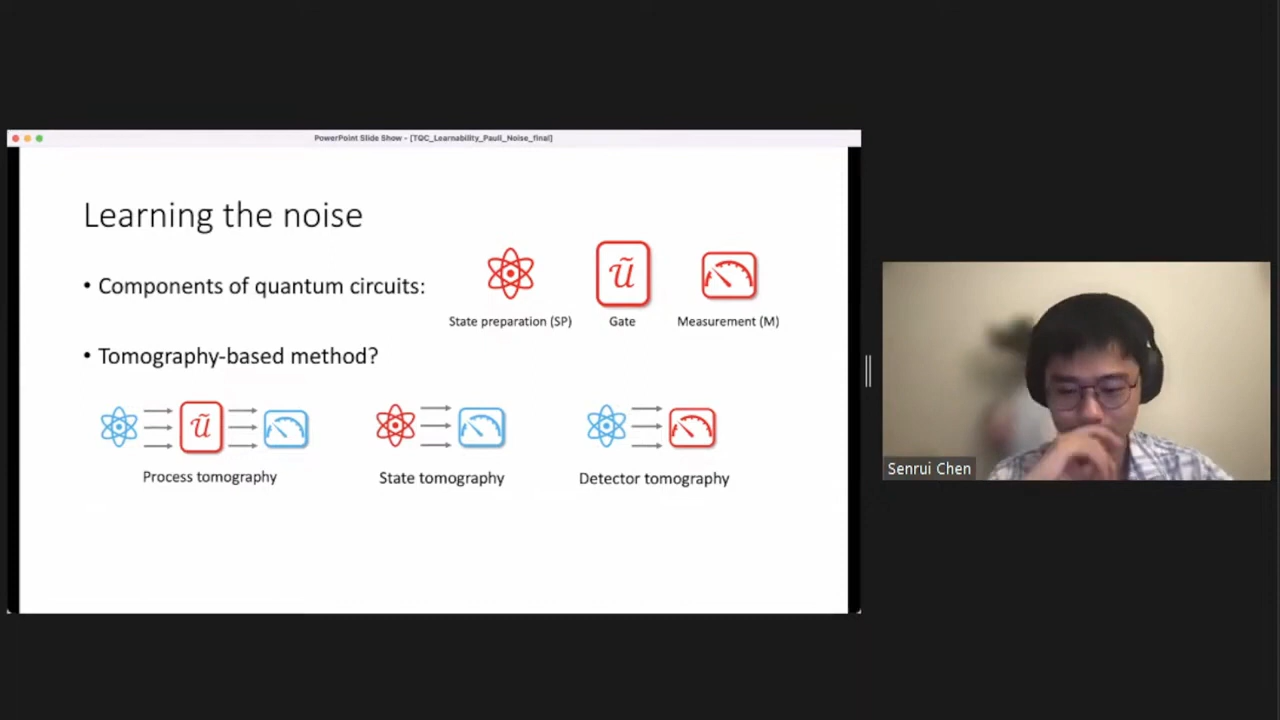 PowerPoint Slide Show - [TQC_Learnability_Pauli_Noise_final]
Learning the noise
• Components of quantum circuits:
Ũ
State preparation (SP) Gate Measurement (M)
• Tomography-based method?
Ũ
Process tomography State tomography Detector tomography
Senrui Chen